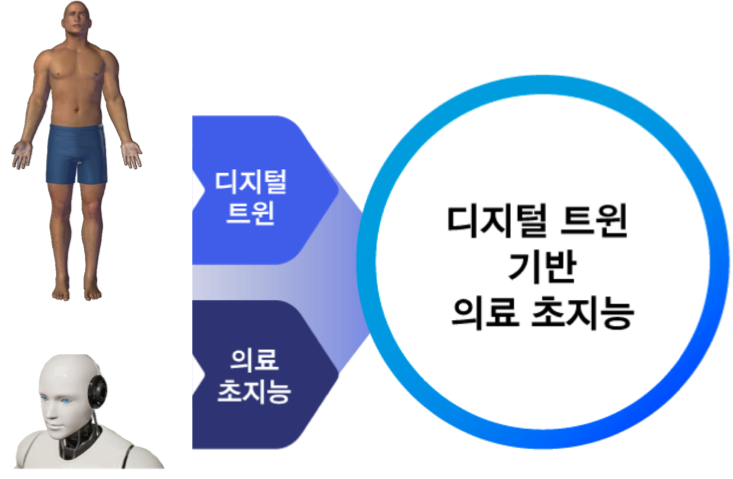 디지털
트윈
의료
초지능
디지털 트윈
기반
의료 초지능